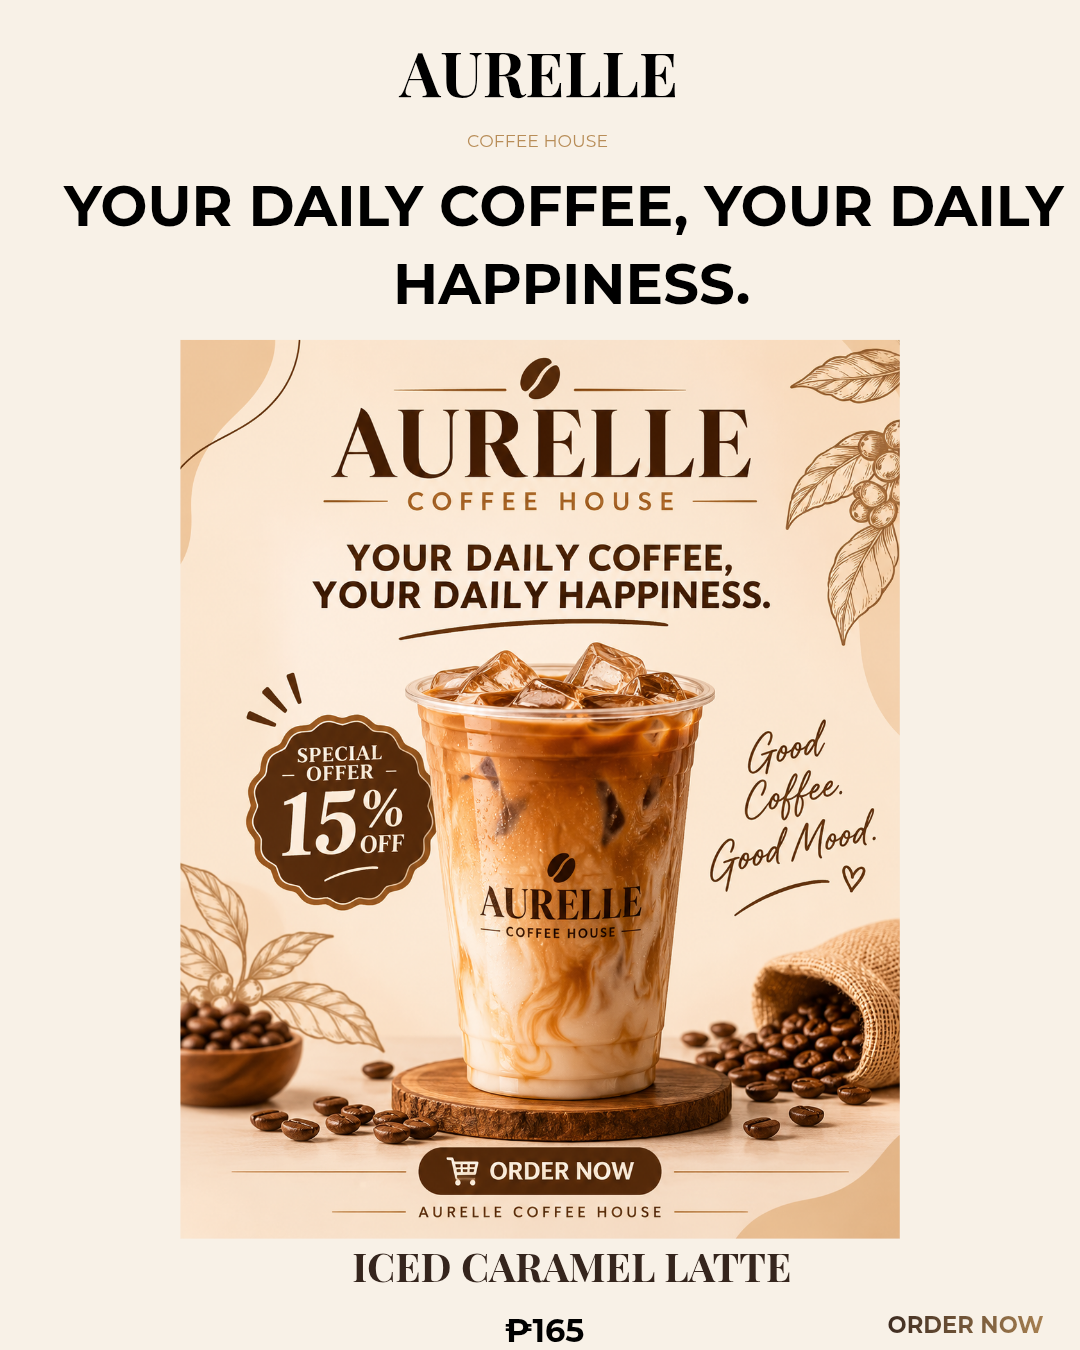 AURELLE
COFFEE HOUSE
YOUR DAILY COFFEE, YOUR DAILY
HAPPINESS.
AURELLE
COFFEE HOUSE
YOUR DAILY COFFEE,
YOUR DAILY HAPPINESS.
SPECIAL
OFFER
15%
OFF
Good
Coffee.
Good Mood.
AURELLE
COFFEE HOUSE
ORDER NOW
AURELLE COFFEE HOUSE
ICED CARAMEL LATTE
₱165
ORDER NOW